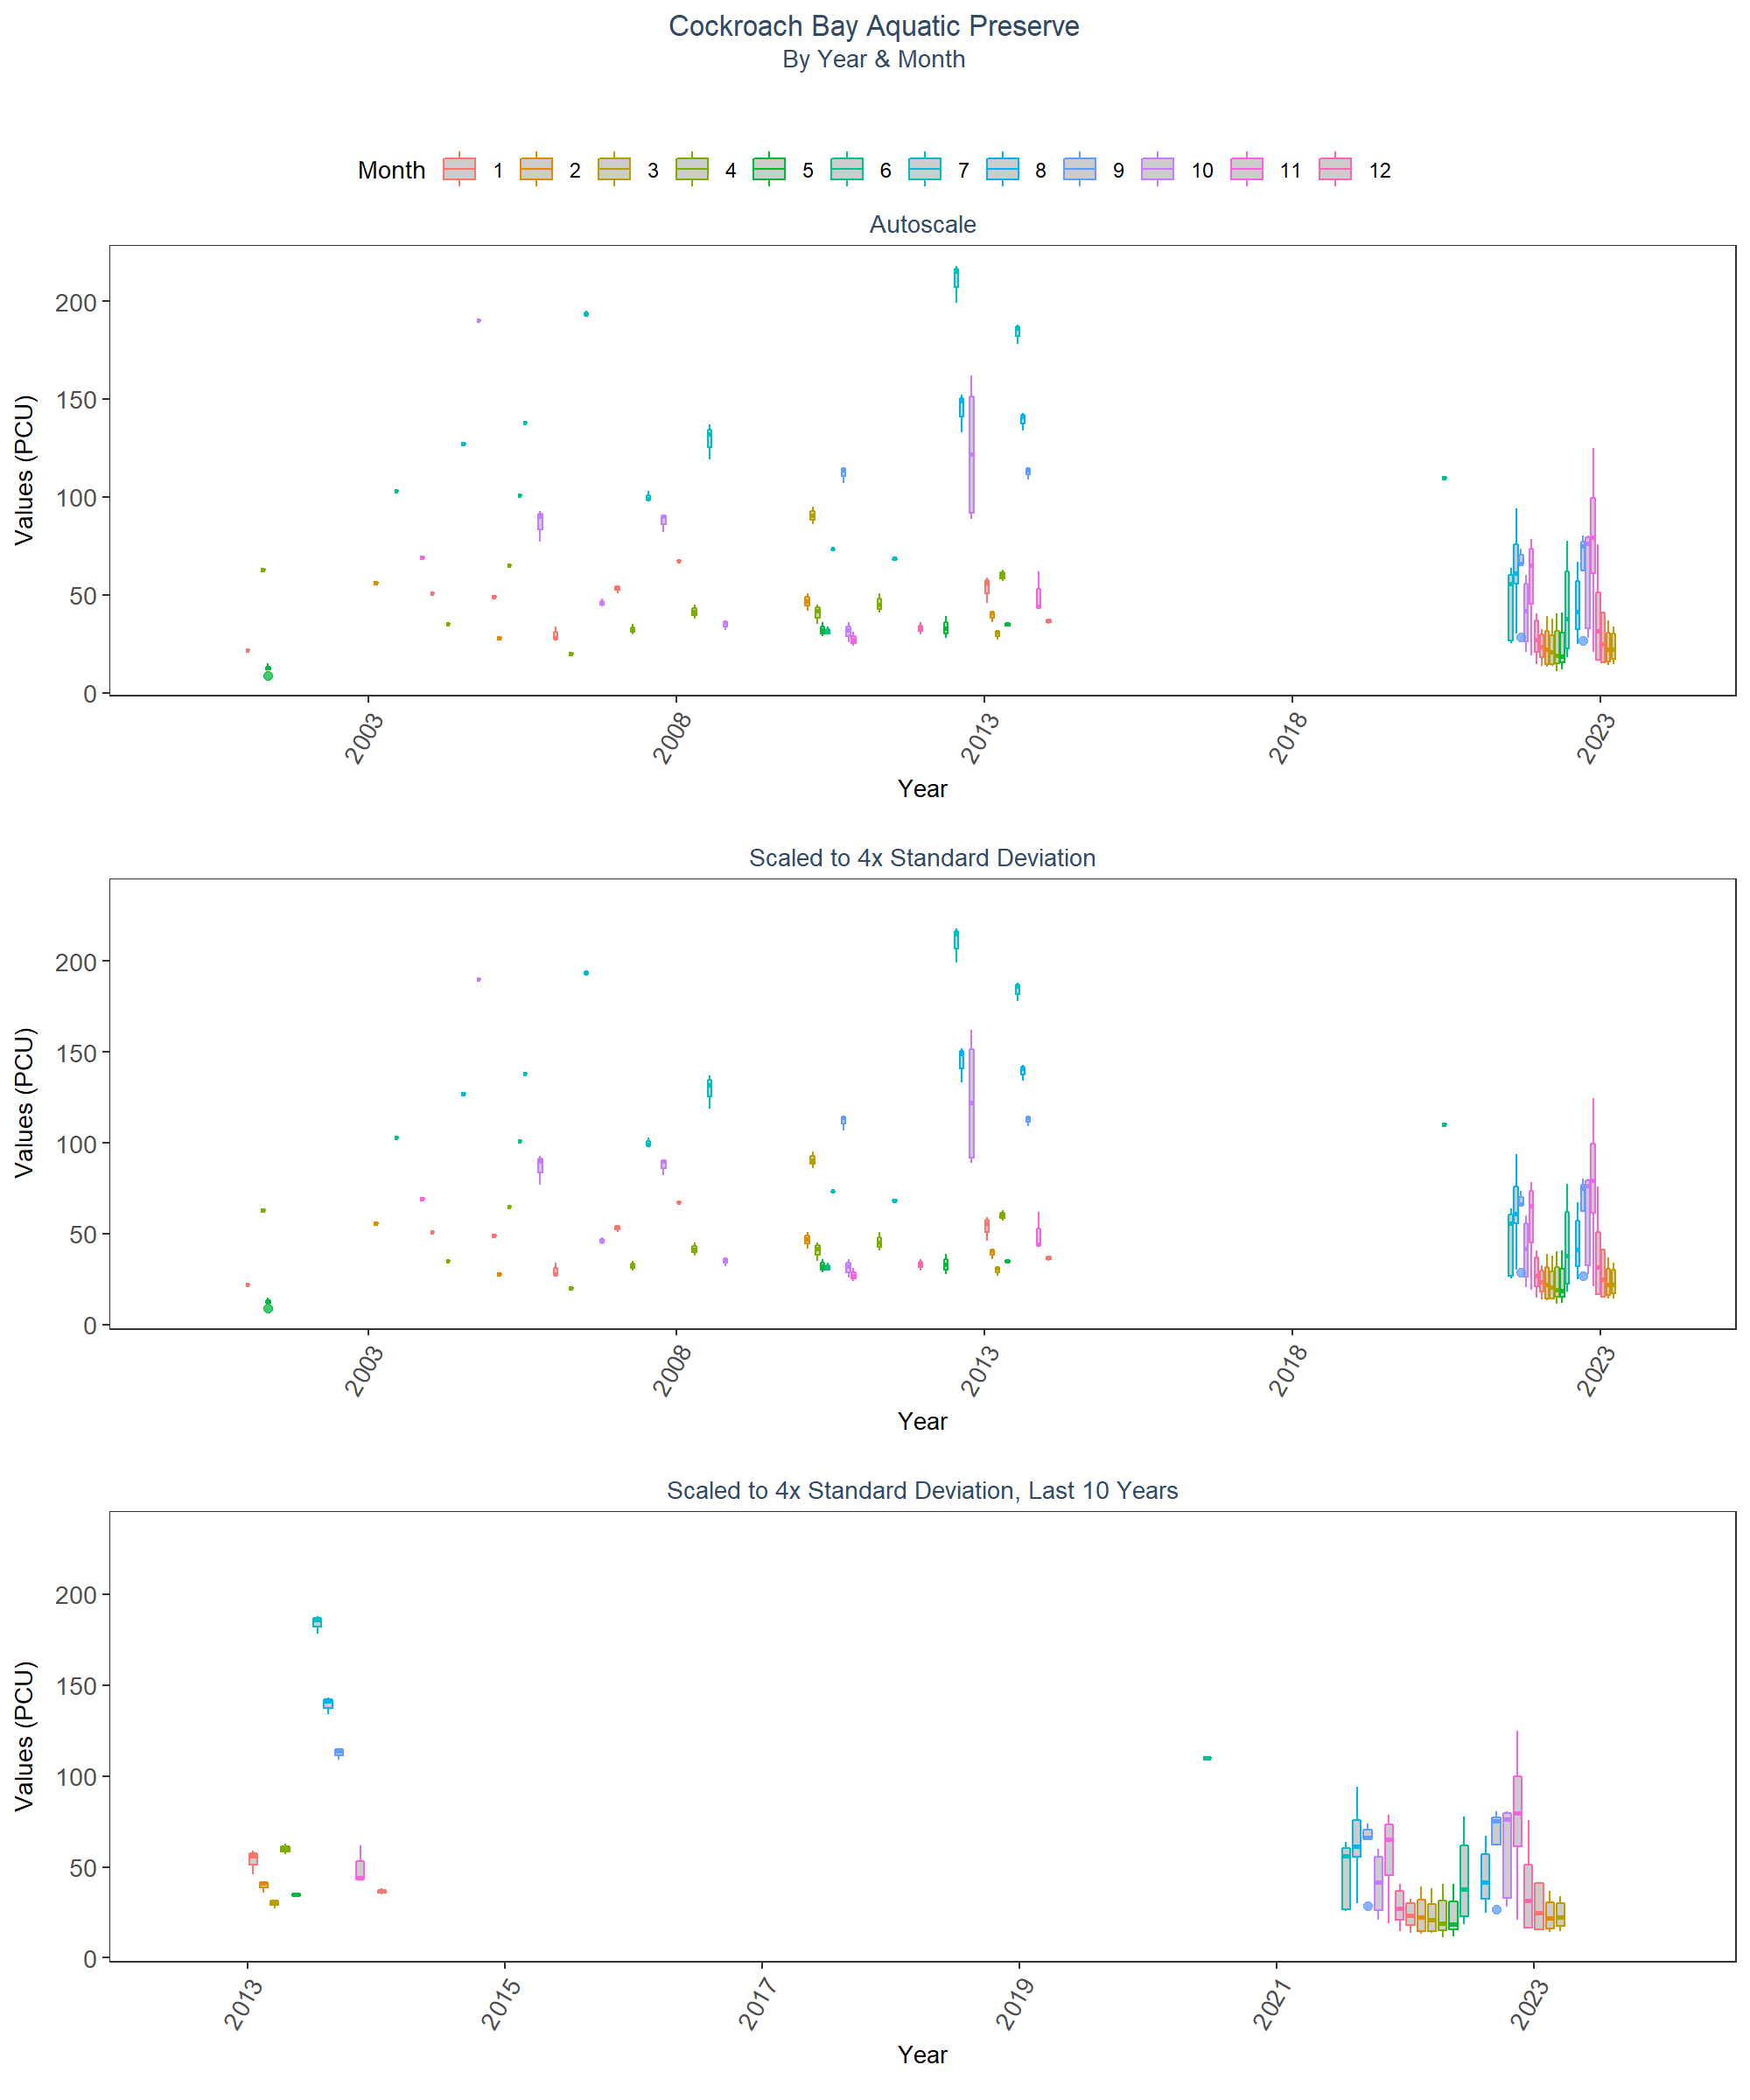 Cockroach Bay Aquatic Preserve
By Year & Month
Month 1 2 3 4 5 6 7 8 9 10 11 12
Autoscale
Values (PCU)
200
150
100
50
0
2003 2008 2013 2018 2023
Year
Scaled to 4x Standard Deviation
Values (PCU)
200
150
100
50
0
2003 2008 2013 2018 2023
Year
Scaled to 4x Standard Deviation, Last 10 Years
Values (PCU)
200
150
100
50
0
2013 2015 2017 2019 2021 2023
Year